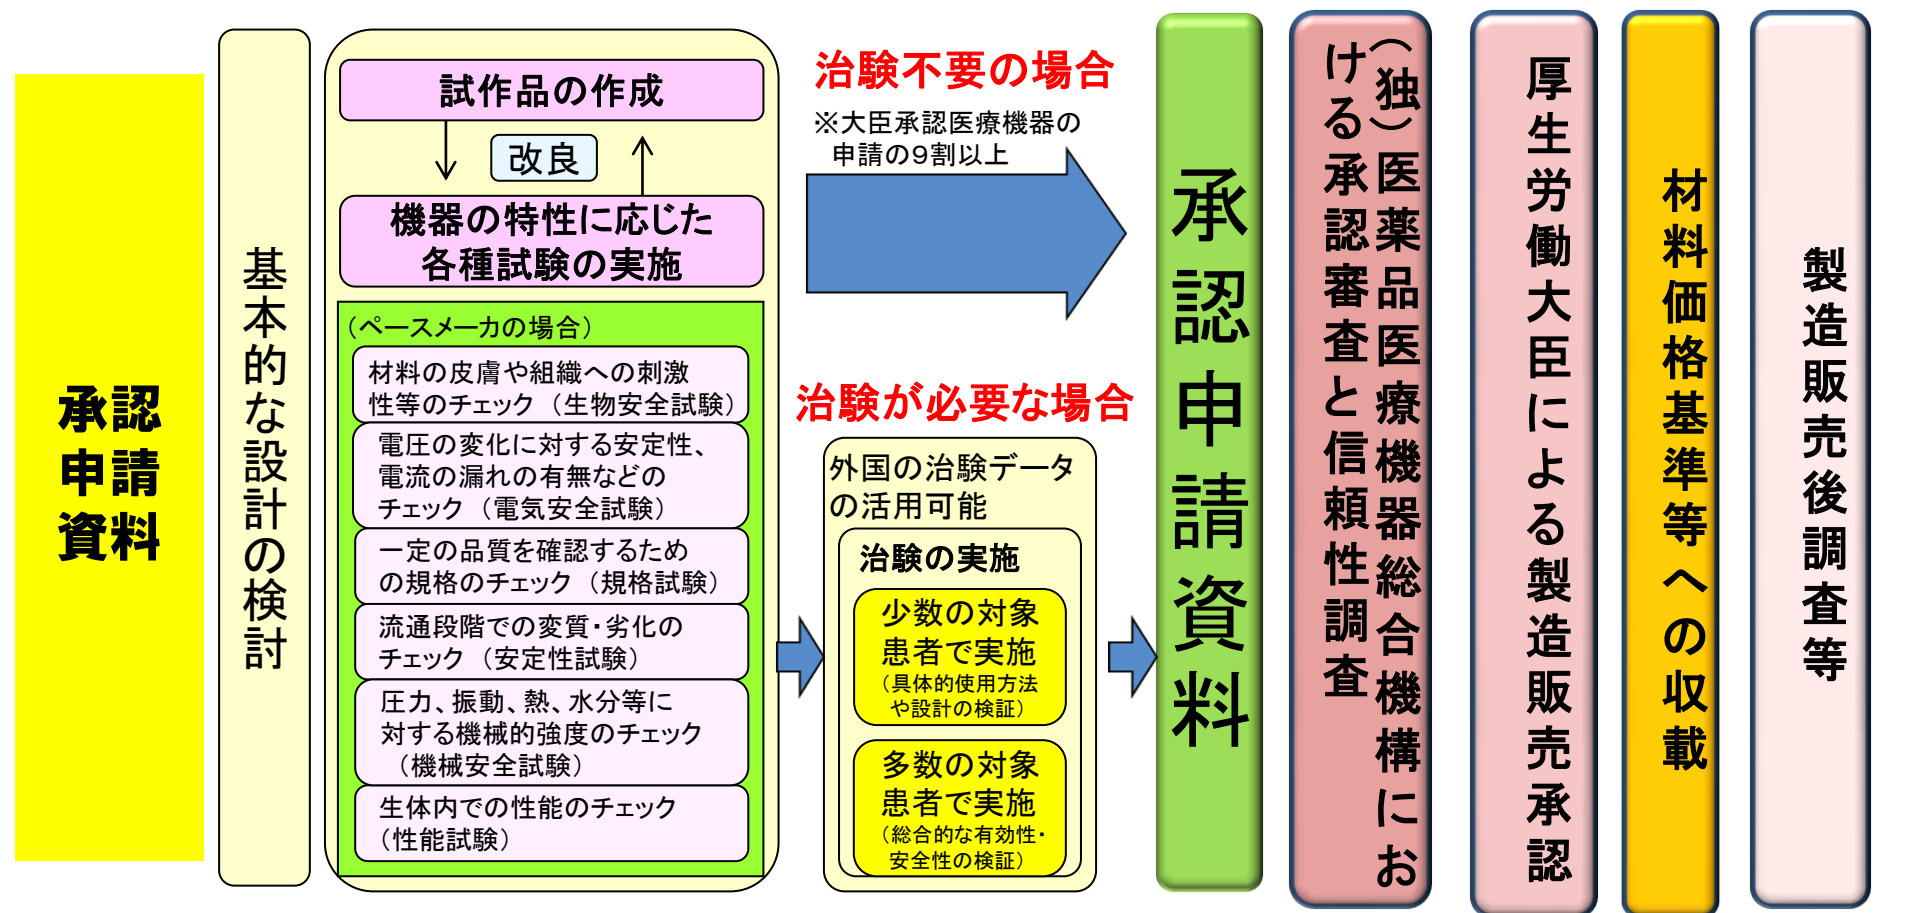 承認
申請
資料
基本的な設計の検討
試作品の作成
改良
機器の特性に応じた
各種試験の実施
（ペースメーカの場合）
材料の皮膚や組織への刺激
性等のチェック（生物安全試験）
電圧の変化に対する安定性、
電流の漏れの有無などの
チェック（電気安全試験）
一定の品質を確認するため
の規格のチェック（規格試験）
流通段階での変質・劣化の
チェック（安定性試験）
圧力、振動、熱、水分等に
対する機械的強度のチェック
（機械安全試験）
生体内での性能のチェック
（性能試験）
治験不要の場合
※大臣承認医療機器の
申請の９割以上
治験が必要な場合
外国の治験データ
の活用可能
治験の実施
少数の対象
患者で実施
（具体的使用方法
や設計の検証）
多数の対象
患者で実施
（総合的な有効性・
安全性の検証）
承認申請資料
（独）医薬品医療機器総合機構にお
ける承認審査と信頼性調査
厚生労働大臣による製造販売承認
材料価格基準等への収載
製造販売後調査等